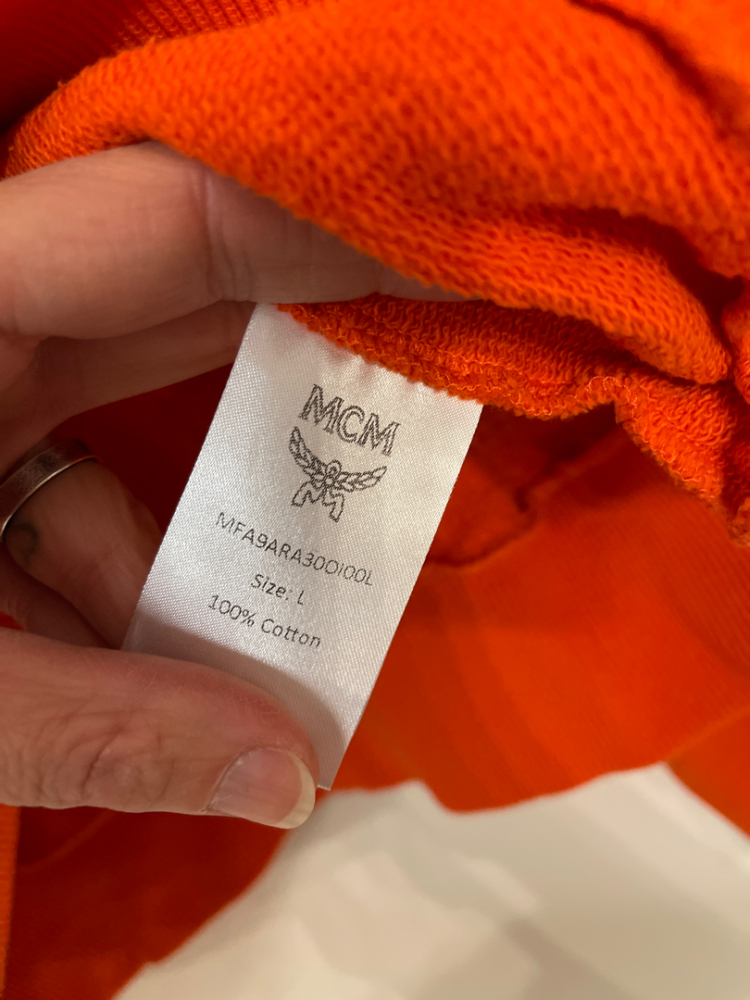 MCM
MFA9ARA30OI00L
Size: L
100% Cotton